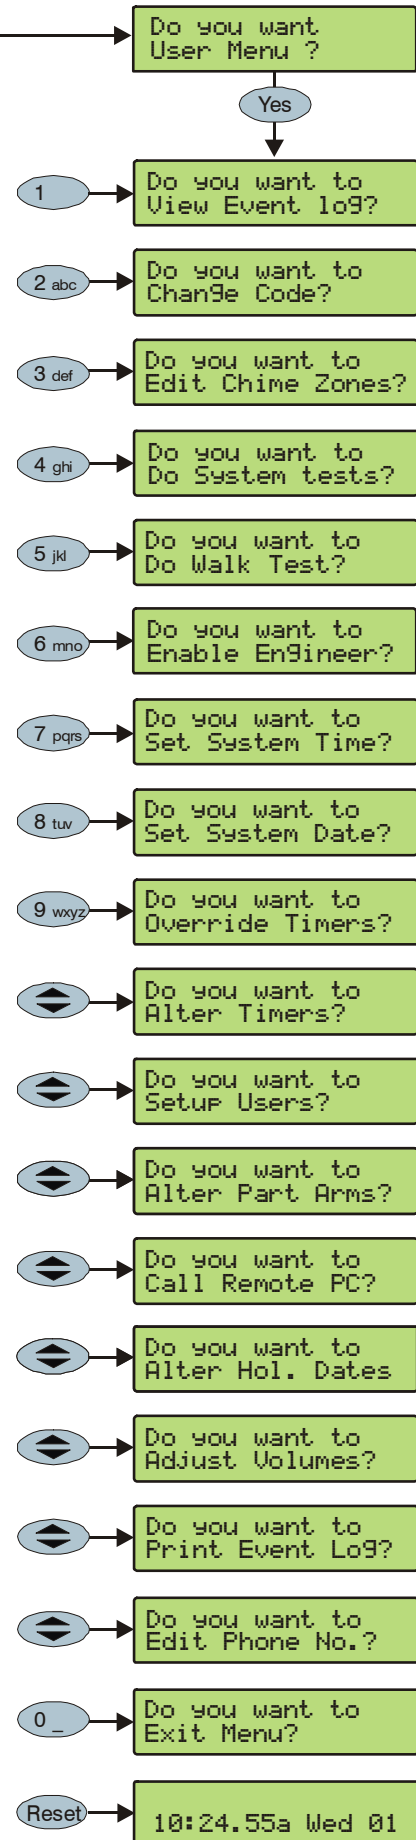 Do you want
User Menu ?
Yes
1
Do you want to
View Event log?
2 abc
Do you want to
Change Code?
3 def
Do you want to
Edit Chime Zones?
4 ghi
Do you want to
Do System tests?
5 jkl
Do you want to
Do Walk Test?
6 mno
Do you want to
Enable Engineer?
7 pqrs
Do you want to
Set System Time?
8 tuv
Do you want to
Set System Date?
9 wxyz
Do you want to
Override Timers?
Do you want to
Alter Timers?
Do you want to
Setup Users?
Do you want to
Alter Part Arms?
Do you want to
Call Remote PC?
Do you want to
Alter Hol. Dates
Do you want to
Adjust Volumes?
Do you want to
Print Event Log?
Do you want to
Edit Phone No.?
0 _
Do you want to
Exit Menu?
Reset
10:24.55a Wed 01